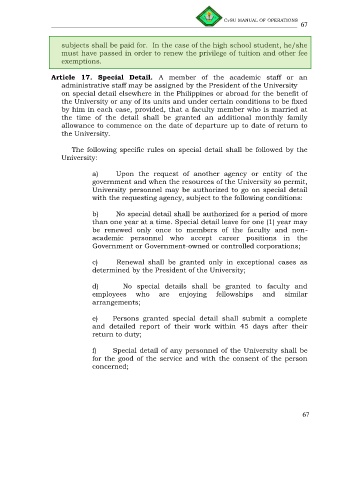 CvSU MANUAL OF OPERATIONS
67
subjects shall be paid for. In the case of the high school student, he/she
must have passed in order to renew the privilege of tuition and other fee
exemptions.
Article 17. Special Detail. A member of the academic staff or an
administrative staff may be assigned by the President of the University
on special detail elsewhere in the Philippines or abroad for the benefit of
the University or any of its units and under certain conditions to be fixed
by him in each case, provided, that a faculty member who is married at
the time of the detail shall be granted an additional monthly family
allowance to commence on the date of departure up to date of return to
the University.
The following specific rules on special detail shall be followed by the
University:
a) Upon the request of another agency or entity of the
government and when the resources of the University so permit,
University personnel may be authorized to go on special detail
with the requesting agency, subject to the following conditions:
b) No special detail shall be authorized for a period of more
than one year at a time. Special detail leave for one (1) year may
be renewed only once to members of the faculty and non-
academic personnel who accept career positions in the
Government or Government-owned or controlled corporations;
c) Renewal shall be granted only in exceptional cases as
determined by the President of the University;
d) No special details shall be granted to faculty and
employees who are enjoying fellowships and similar
arrangements;
e) Persons granted special detail shall submit a complete
and detailed report of their work within 45 days after their
return to duty;
f) Special detail of any personnel of the University shall be
for the good of the service and with the consent of the person
concerned;
67